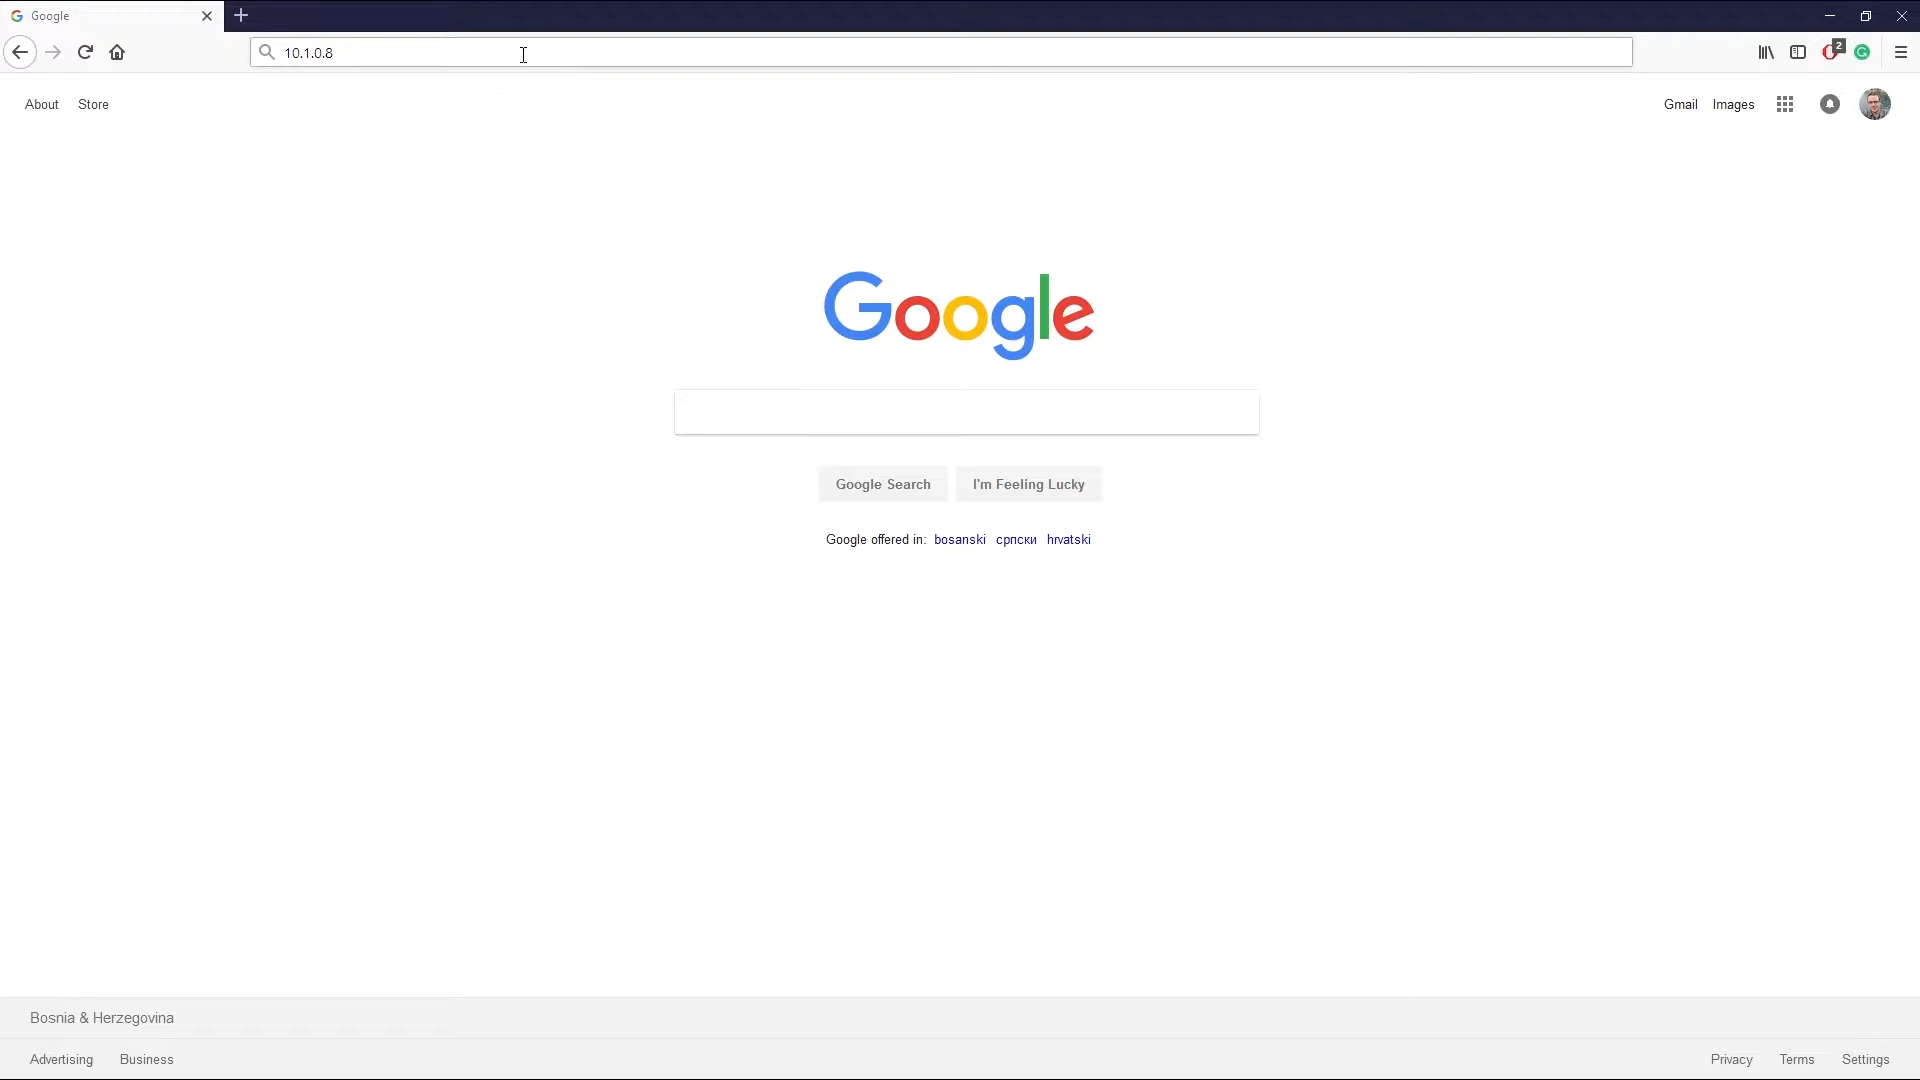 Google
10.1.0.8
2
About Store
Gmail Images
Google
Google Search I'm Feeling Lucky
Google offered in: bosanski српски hrvatski
Bosnia & Herzegovina
Advertising Business
Privacy Terms Settings